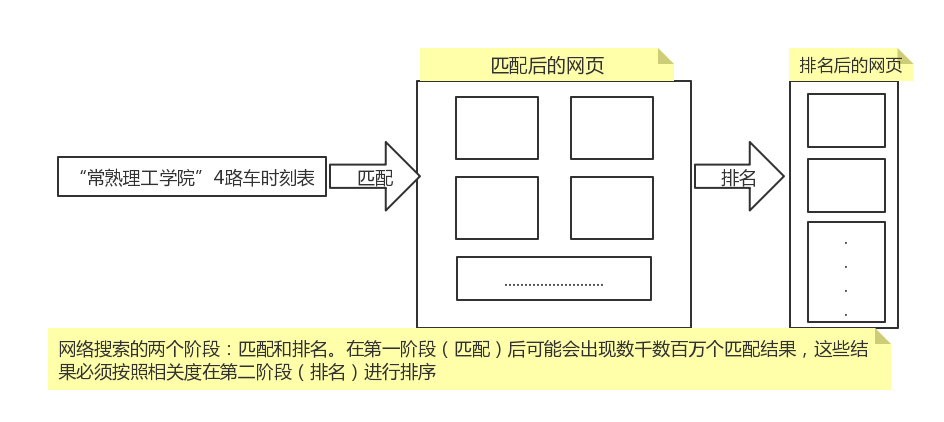 匹配后的网页
排名后的网页
“常熟理工学院”4路车时刻表
匹配
排名
.........................
.
.
.
.
网络搜索的两个阶段：匹配和排名。在第一阶段（匹配）后可能会出现数千数百万个匹配结果，这些结
果必须按照相关度在第二阶段（排名）进行排序